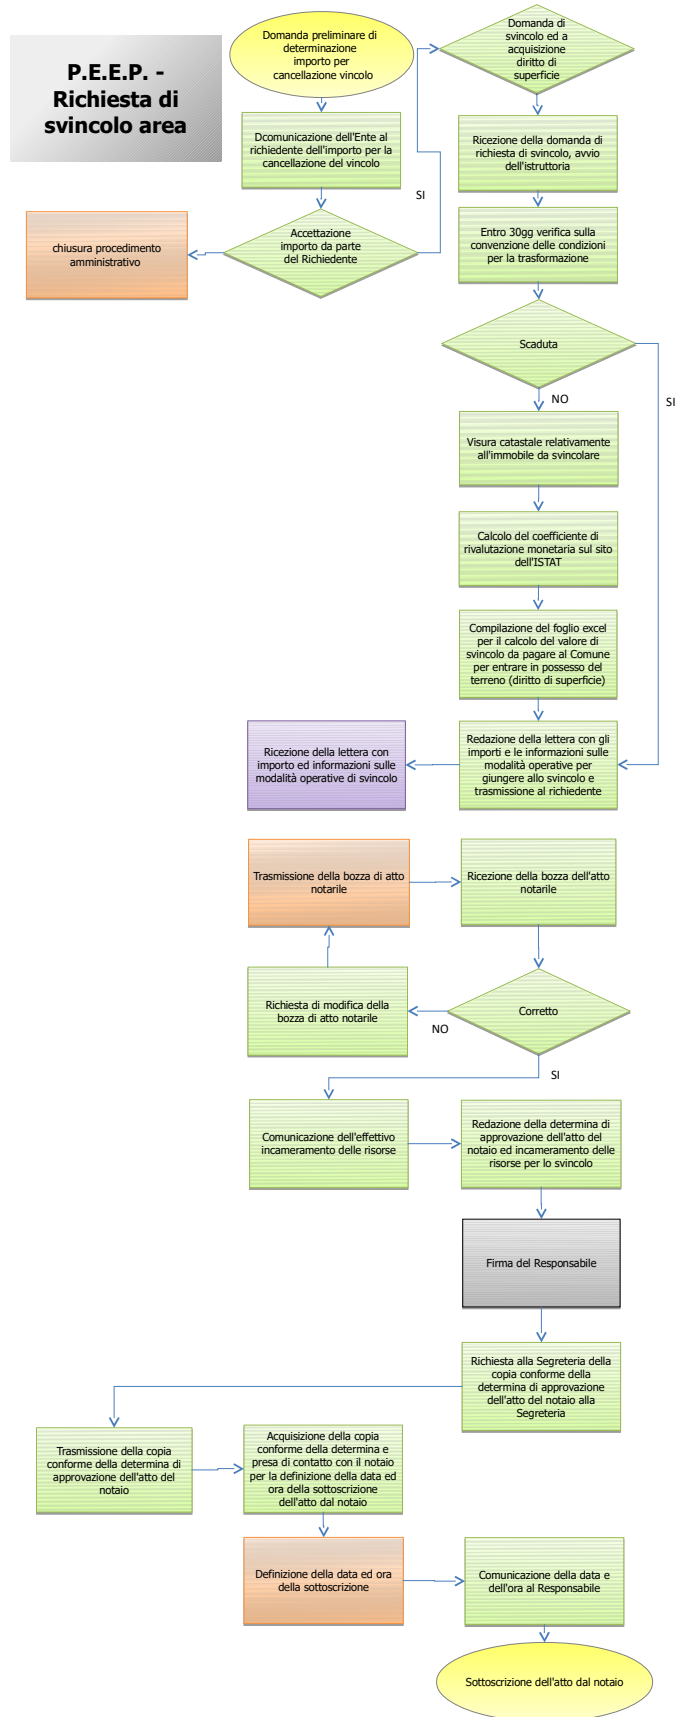 P.E.E.P. -
Richiesta di
svincolo area
Domanda preliminare di
determinazione
importo per
cancellazione vincolo
Domanda di
svincolo ed a
acquisizione
diritto di
superficie
Dcomunicazione dell'Ente al
richiedente dell'importo per la
cancellazione del vincolo
Ricezione della domanda di
richiesta di svincolo, avvio
dell'istruttoria
SI
chiusura procedimento
amministrativo
Accettazione
importo da parte
del Richiedente
Entro 30gg verifica sulla
convenzione delle condizioni
per la trasformazione
Scaduta
NO
SI
Visura catastale relativamente
all'immobile da svincolare
Calcolo del coefficiente di
rivalutazione monetaria sul sito
dell'ISTAT
Compilazione del foglio excel
per il calcolo del valore di
svincolo da pagare al Comune
per entrare in possesso del
terreno (diritto di superficie)
Ricezione della lettera con
importo ed informazioni sulle
modalità operative di svincolo
Redazione della lettera con gli
importi e le informazioni sulle
modalità operative per
giungere allo svincolo e
trasmissione al richiedente
Trasmissione della bozza di atto
notarile
Ricezione della bozza dell'atto
notarile
Richiesta di modifica della
bozza di atto notarile
Corretto
NO
SI
Comunicazione dell'effettivo
incameramento delle risorse
Redazione della determina di
approvazione dell'atto del
notaio ed incameramento delle
risorse per lo svincolo
Firma del Responsabile
Richiesta alla Segreteria della
copia conforme della
determina di approvazione
dell'atto del notaio alla
Segreteria
Trasmissione della copia
conforme della determina di
approvazione dell'atto del
notaio
Acquisizione della copia
conforme della determina e
presa di contatto con il notaio
per la definizione della data ed
ora della sottoscrizione
dell'atto dal notaio
Definizione della data ed ora
della sottoscrizione
Comunicazione della data e
dell'ora al Responsabile
Sottoscrizione dell'atto dal notaio